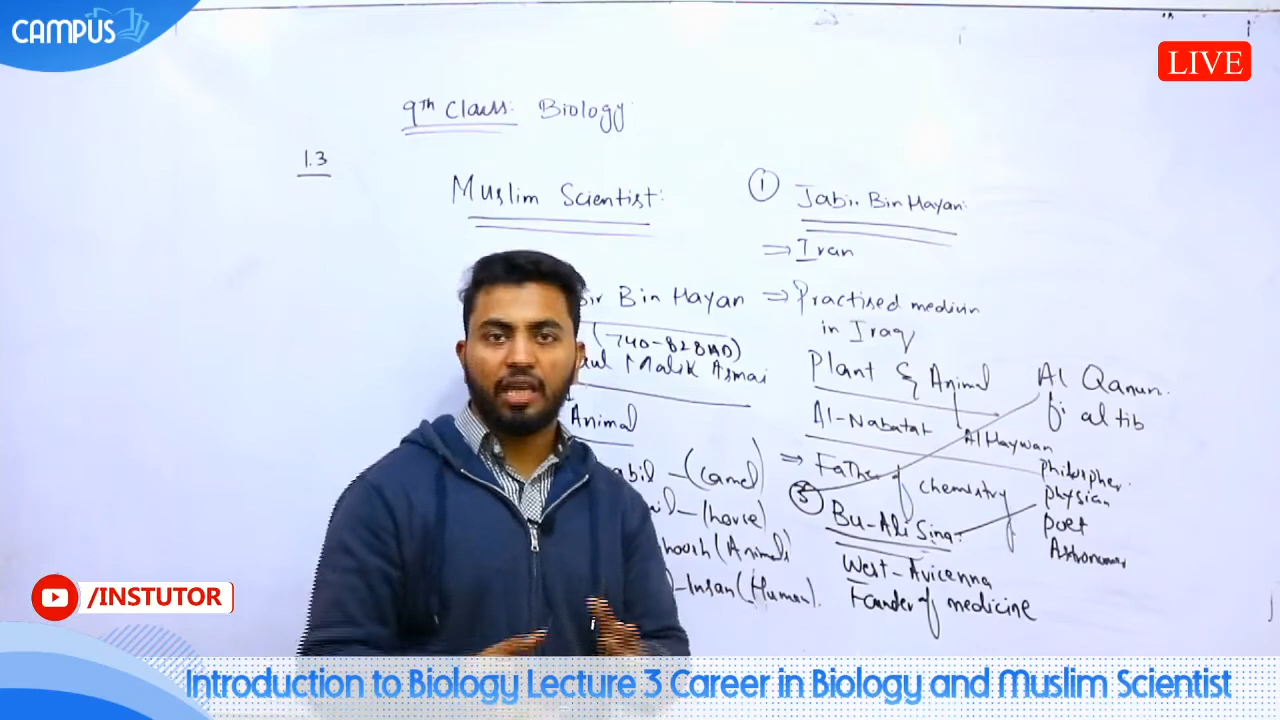 CAMPUS
LIVE
9th Class: Biology
1.3
Muslim Scientist:
Bin Hayan
(740-828AD)
Malik Asmai
Animal
(camel)
(horse)
(Animals)
Insan (Human).
1 Jabir Bin Hayan:
⇒ Iran
⇒ Practised medicin
in Iraq
Plant & Animal
Al-Nabatat
Al Haywan
⇒ Father of chemistry
Al Qanun
fi al tib
3 Bu-Ali Sina:
philospher
physian
poet
Astronomer
West - Avicenna
Founder of medicine
/INSTUTOR
Introduction to Biology Lecture 3 Career in Biology and Muslim Scientist